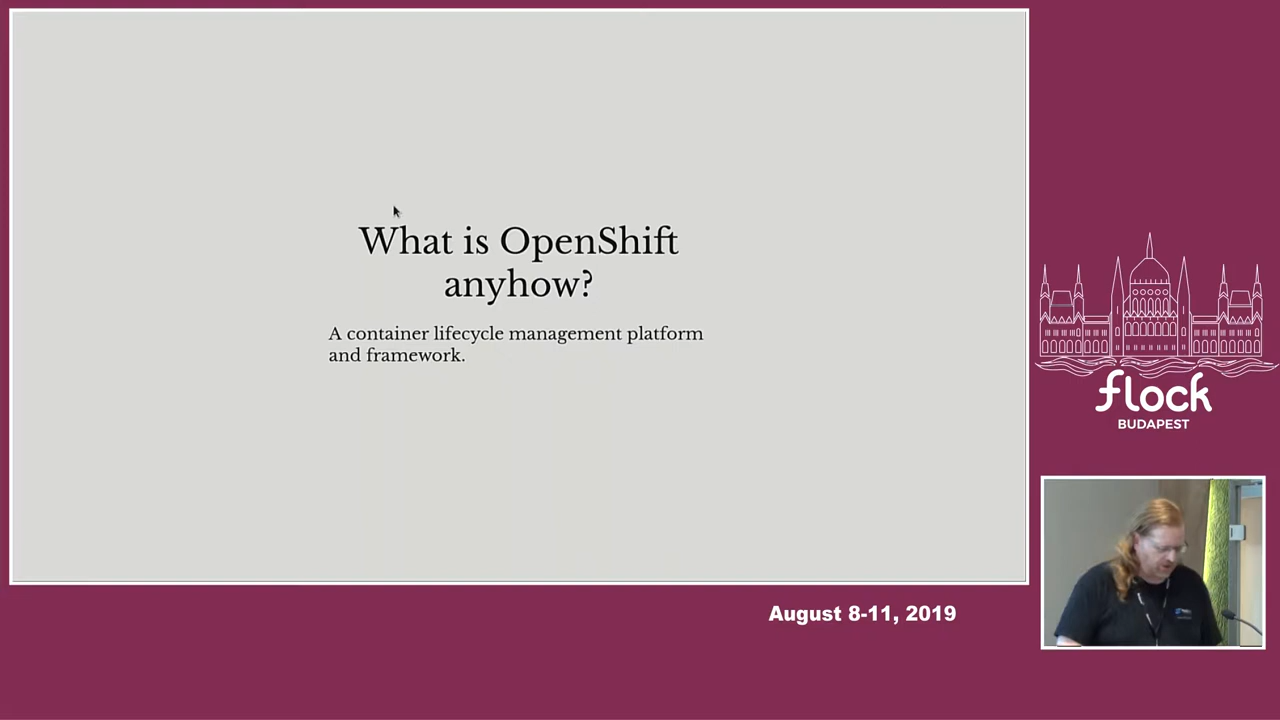 What is OpenShift
anyhow?
A container lifecycle management platform
and framework.
flock
BUDAPEST
August 8-11, 2019